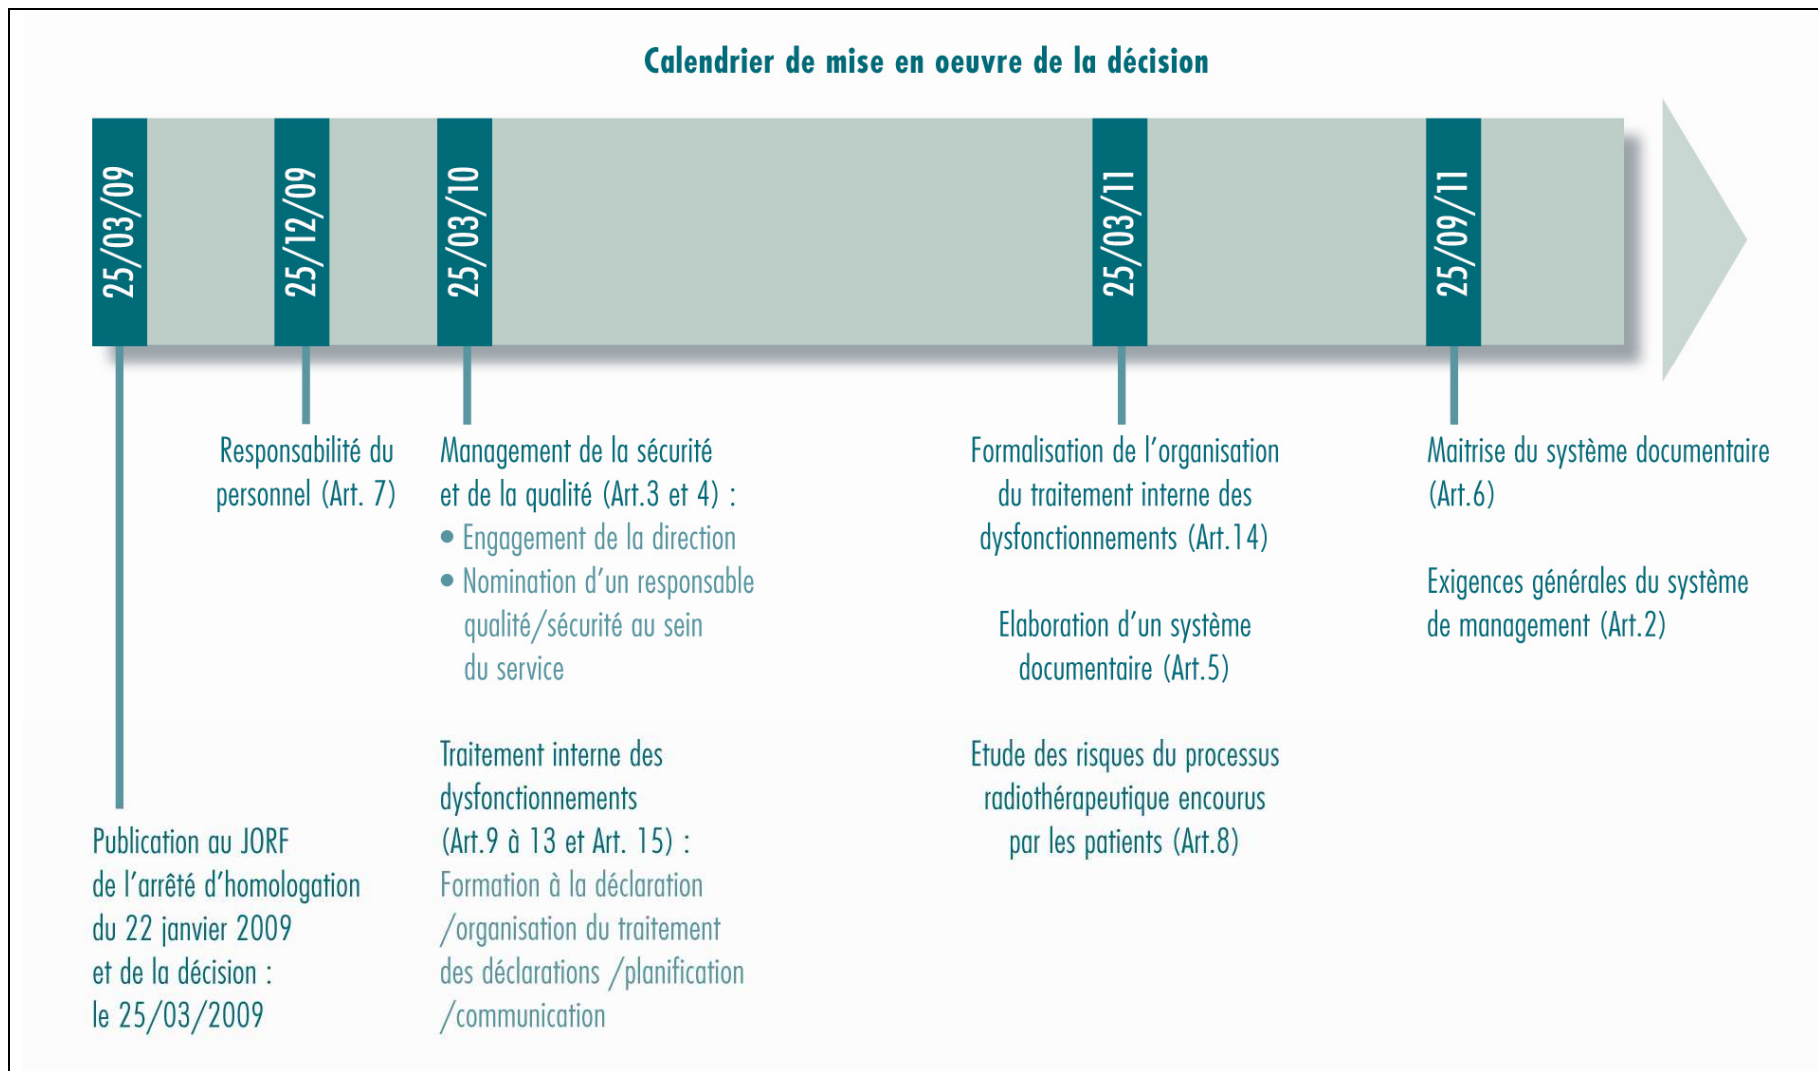 Calendrier de mise en oeuvre de la décision
25/03/09
25/12/09
25/03/10
25/03/11
25/09/11
Publication au JORF
de l'arrêté d'homologation
du 22 janvier 2009
et de la décision :
le 25/03/2009
Responsabilité du
personnel (Art. 7)
Management de la sécurité
et de la qualité (Art.3 et 4) :
• Engagement de la direction
• Nomination d'un responsable
qualité/sécurité au sein
du service
Traitement interne des
dysfonctionnements
(Art.9 à 13 et Art. 15) :
Formation à la déclaration
/organisation du traitement
des déclarations /planification
/communication
Formalisation de l'organisation
du traitement interne des
dysfonctionnements (Art.14)
Elaboration d'un système
documentaire (Art.5)
Etude des risques du processus
radiothérapeutique encourus
par les patients (Art.8)
Maitrise du système documentaire
(Art.6)
Exigences générales du système
de management (Art.2)